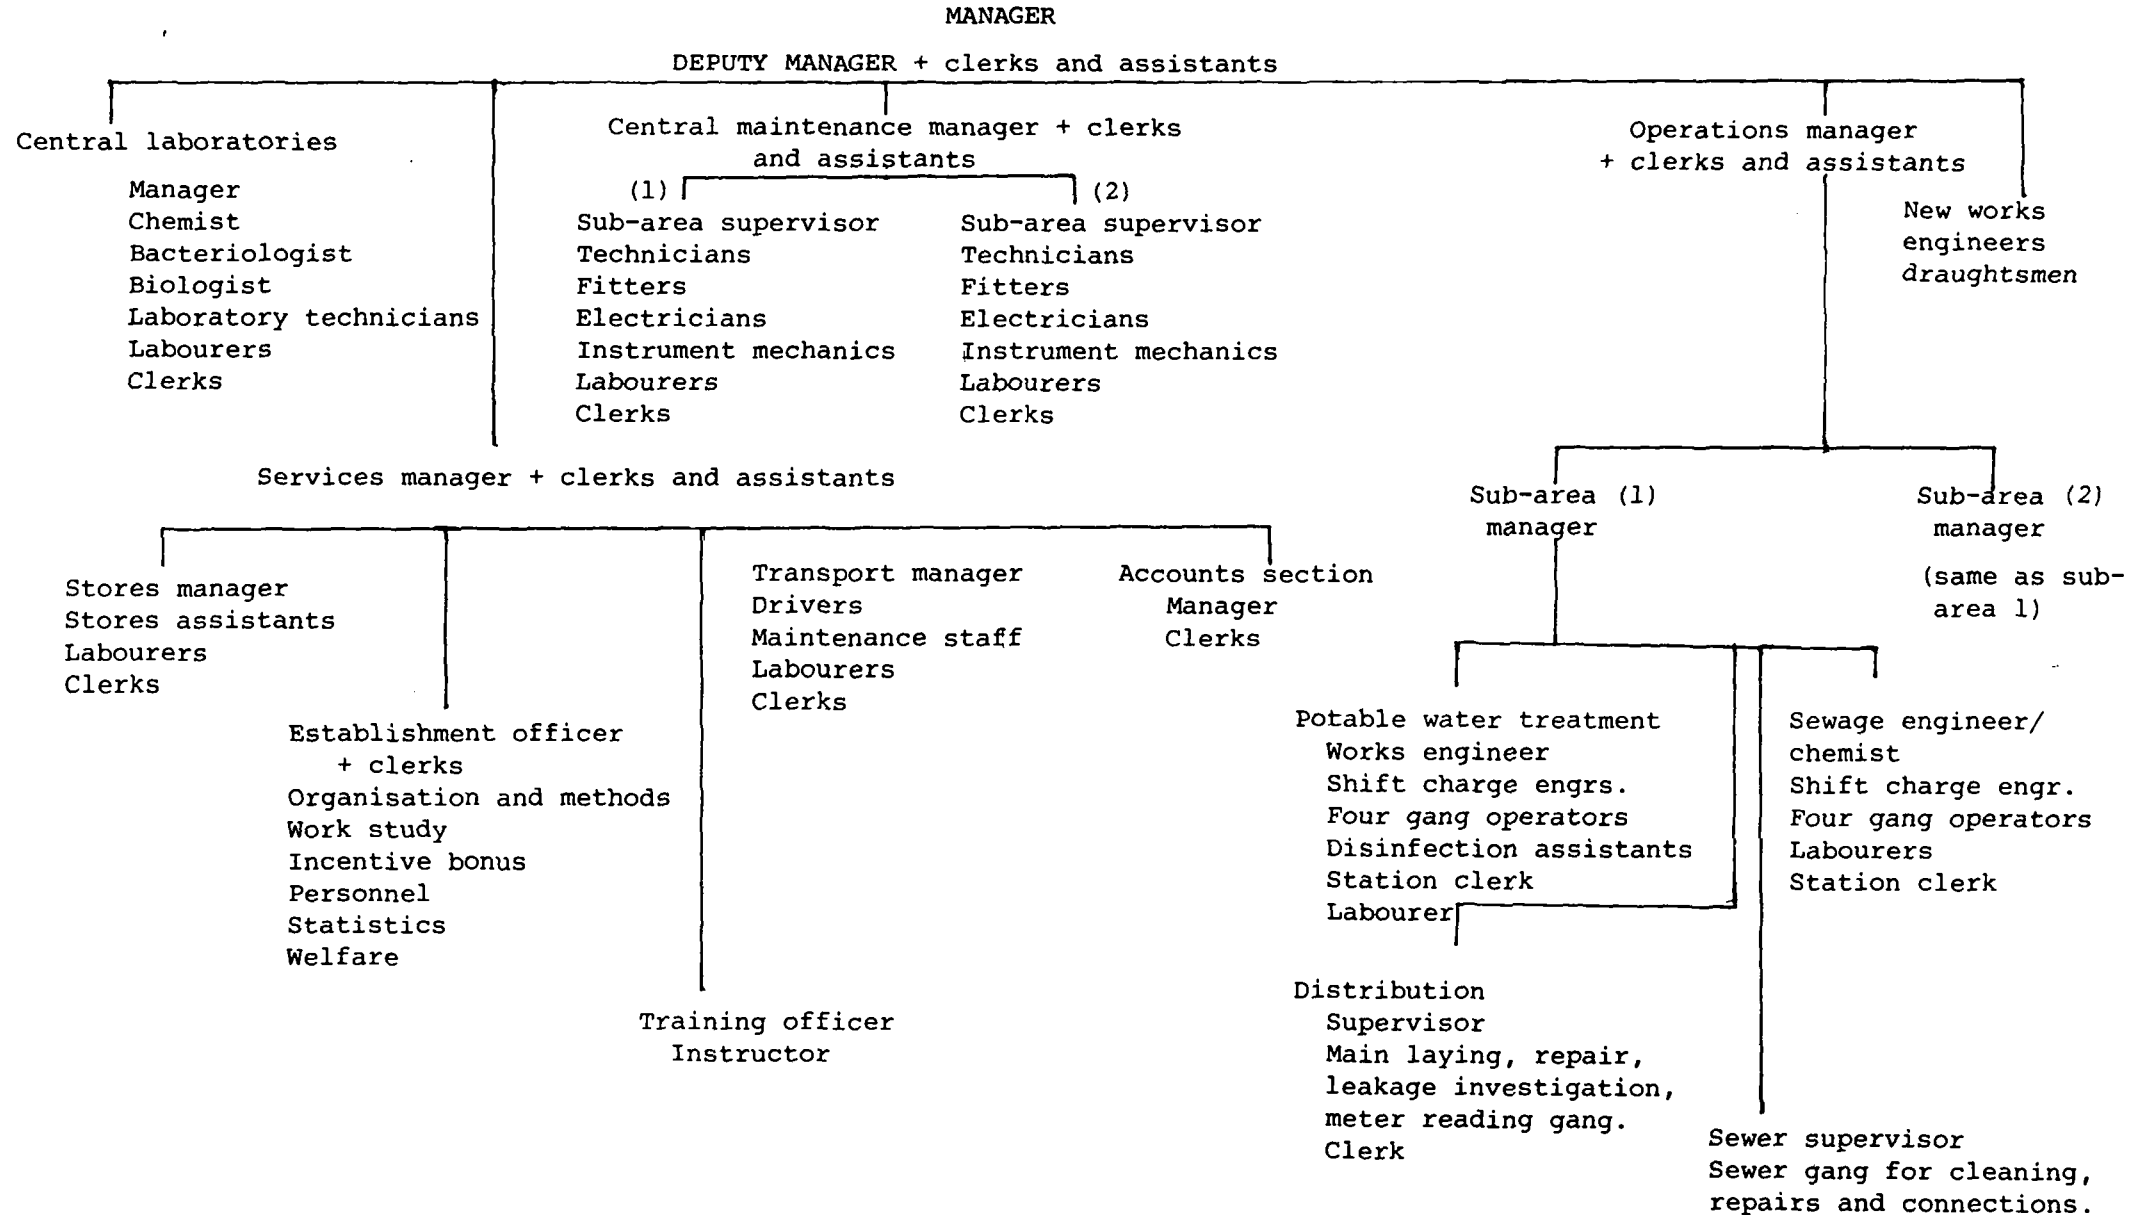 MANAGER
DEPUTY MANAGER + clerks and assistants
Central laboratories
Manager
Chemist
Bacteriologist
Biologist
Laboratory technicians
Labourers
Clerks
Central maintenance manager + clerks
and assistants
(1)
Sub-area supervisor
Technicians
Fitters
Electricians
Instrument mechanics
Labourers
Clerks
(2)
Sub-area supervisor
Technicians
Fitters
Electricians
Instrument mechanics
Labourers
Clerks
Operations manager
+ clerks and assistants
New works
engineers
draughtsmen
Services manager + clerks and assistants
Stores manager
Stores assistants
Labourers
Clerks
Establishment officer
+ clerks
Organisation and methods
Work study
Incentive bonus
Personnel
Statistics
Welfare
Training officer
Instructor
Transport manager
Drivers
Maintenance staff
Labourers
Clerks
Accounts section
Manager
Clerks
Sub-area (1)
manager
Sub-area (2)
manager
(same as sub-
area 1)
Potable water treatment
Works engineer
Shift charge engrs.
Four gang operators
Disinfection assistants
Station clerk
Labourer
Distribution
Supervisor
Main laying, repair,
leakage investigation,
meter reading gang.
Clerk
Sewage engineer/
chemist
Shift charge engr.
Four gang operators
Labourers
Station clerk
Sewer supervisor
Sewer gang for cleaning,
repairs and connections.